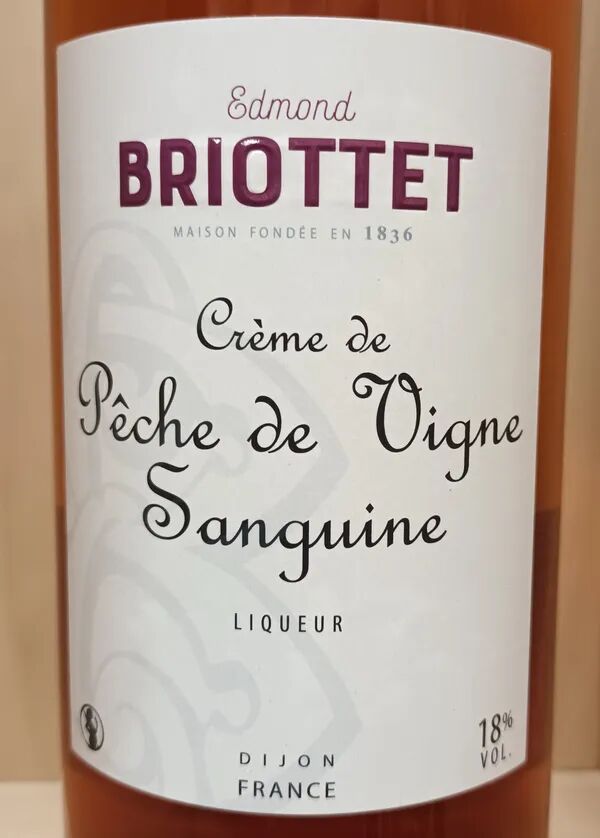 Edmond
BRIOTTET
MAISON FONDÉE EN 1836
Crème de
Pêche de Vigne
Sanguine
LIQUEUR
18% VOL.
DIJON
FRANCE